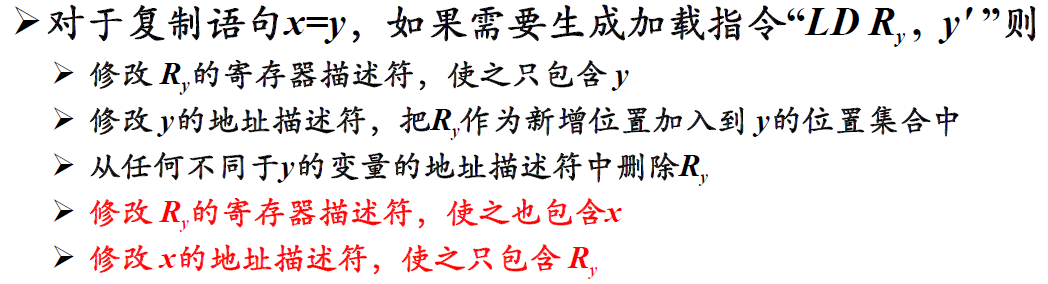 ➢对于复制语句x=y，如果需要生成加载指令“LD Ry, y′ ”则
➢ 修改 Ry的寄存器描述符，使之只包含 y
➢ 修改 y的地址描述符，把Ry作为新增位置加入到 y的位置集合中
➢ 从任何不同于y的变量的地址描述符中删除Ry
➢ 修改 Ry的寄存器描述符，使之也包含x
➢ 修改 x的地址描述符，使之只包含 Ry